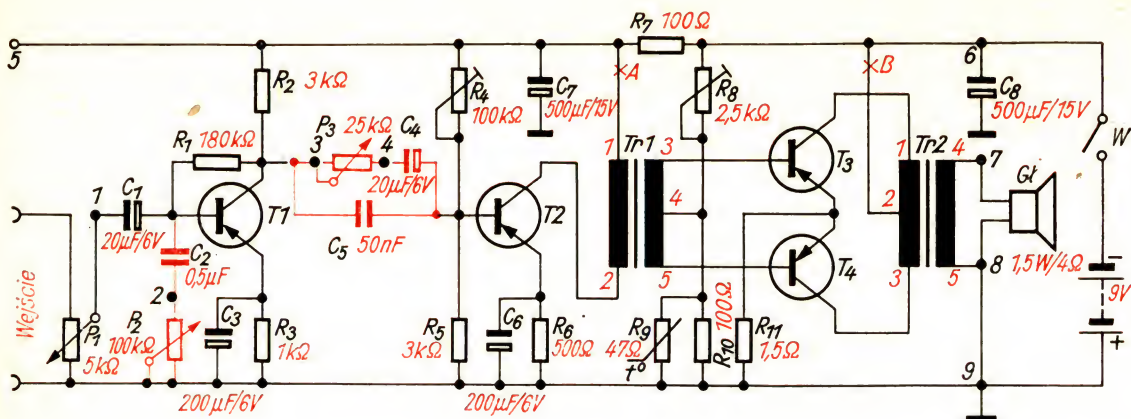 5
R2
3kΩ
R1
180kΩ
1
C1
20μF/6V
T1
C2
0,5μF
2
Wejście
P1
5kΩ
P2
100kΩ
C3
200μF/6V
R3
1kΩ
P3
25kΩ
3
4
C4
20μF/6V
C5
50nF
R4
100kΩ
C7
500μF/15V
T2
R5
3kΩ
C6
200μF/6V
R6
500Ω
R7
100Ω
A
B
R8
2,5kΩ
Tr1
1
2
3
4
5
T3
T4
R9
47Ω
t°
R10
100Ω
R11
1,5Ω
6
C8
500μF/15V
Tr2
1
2
3
4
5
7
8
Gł
1,5W/4Ω
W
-
9V
+
9